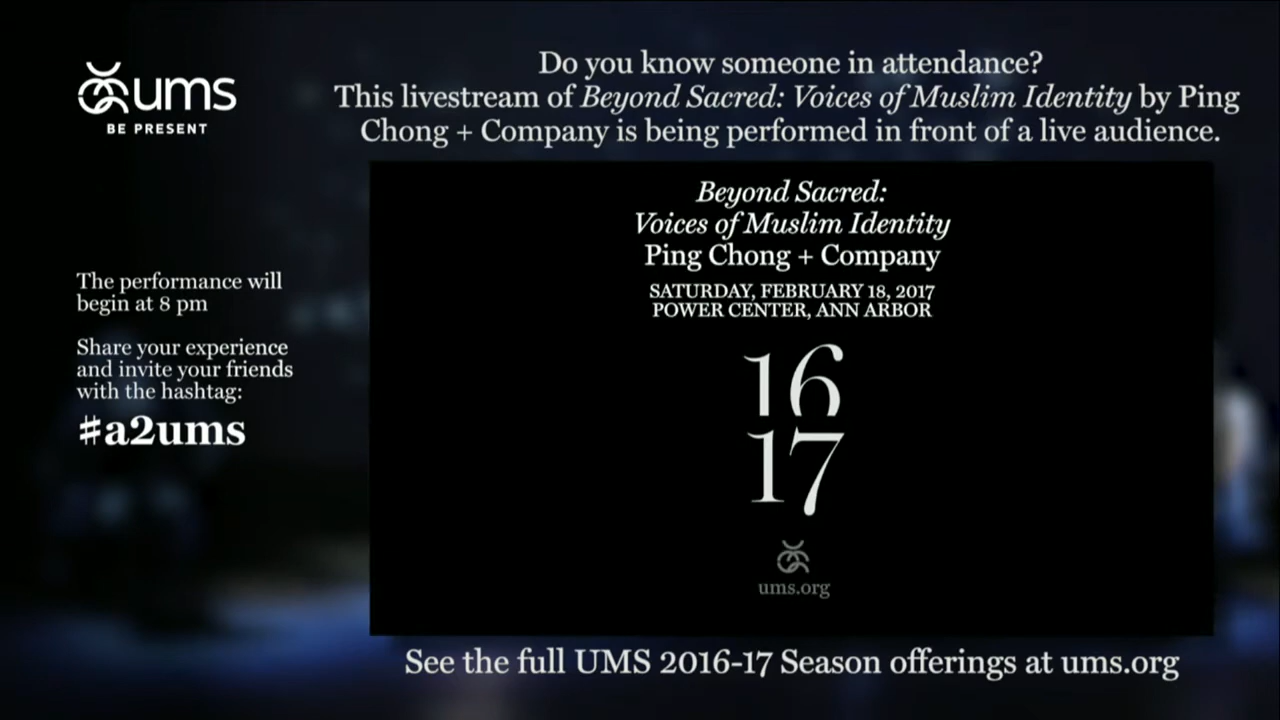 ums
BE PRESENT
Do you know someone in attendance?
This livestream of Beyond Sacred: Voices of Muslim Identity by Ping
Chong + Company is being performed in front of a live audience.
The performance will
begin at 8 pm
Share your experience
and invite your friends
with the hashtag:
#a2ums
Beyond Sacred:
Voices of Muslim Identity
Ping Chong + Company
SATURDAY, FEBRUARY 18, 2017
POWER CENTER, ANN ARBOR
16
17
ums.org
See the full UMS 2016-17 Season offerings at ums.org